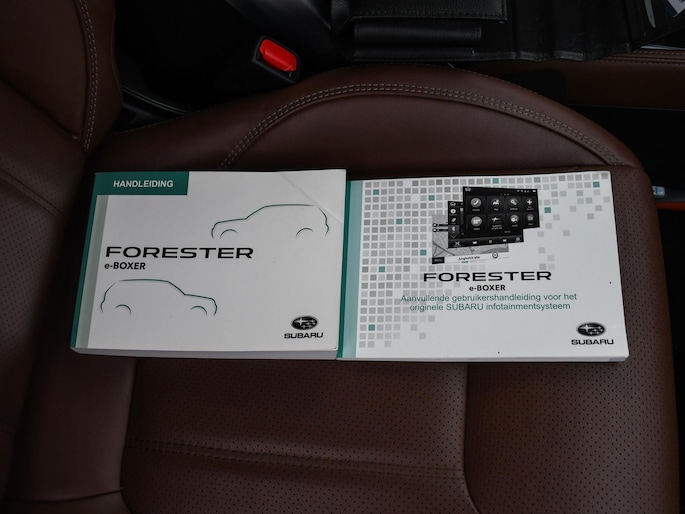 HANDLEIDING
FORESTER
e-BOXER
SUBARU
FORESTER
e-BOXER
Aanvullende gebruikershandleiding voor het
originele SUBARU infotainmentsysteem
SUBARU